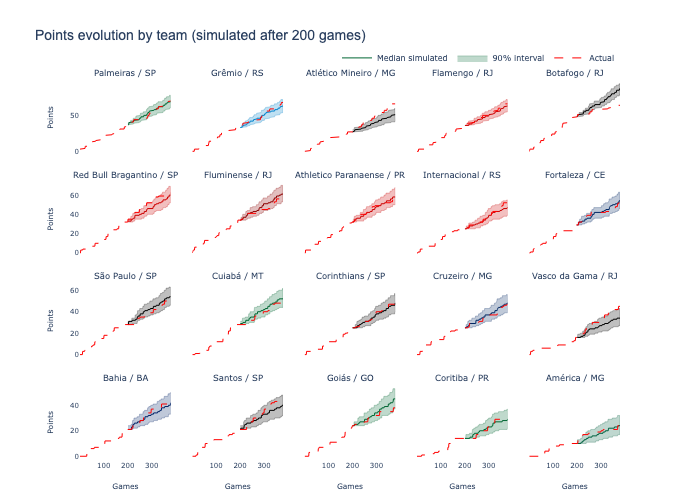 Points evolution by team (simulated after 200 games)
Median simulated 90% interval Actual
Palmeiras / SP Grêmio / RS Atlético Mineiro / MG Flamengo / RJ Botafogo / RJ
Points
50
0
Red Bull Bragantino / SP Fluminense / RJ Athletico Paranaense / PR Internacional / RS Fortaleza / CE
Points
60
40
20
0
São Paulo / SP Cuiabá / MT Corinthians / SP Cruzeiro / MG Vasco da Gama / RJ
Points
60
40
20
0
Bahia / BA Santos / SP Goiás / GO Coritiba / PR América / MG
Points
40
20
0
100 200 300 100 200 300 100 200 300 100 200 300 100 200 300
Games Games Games Games Games